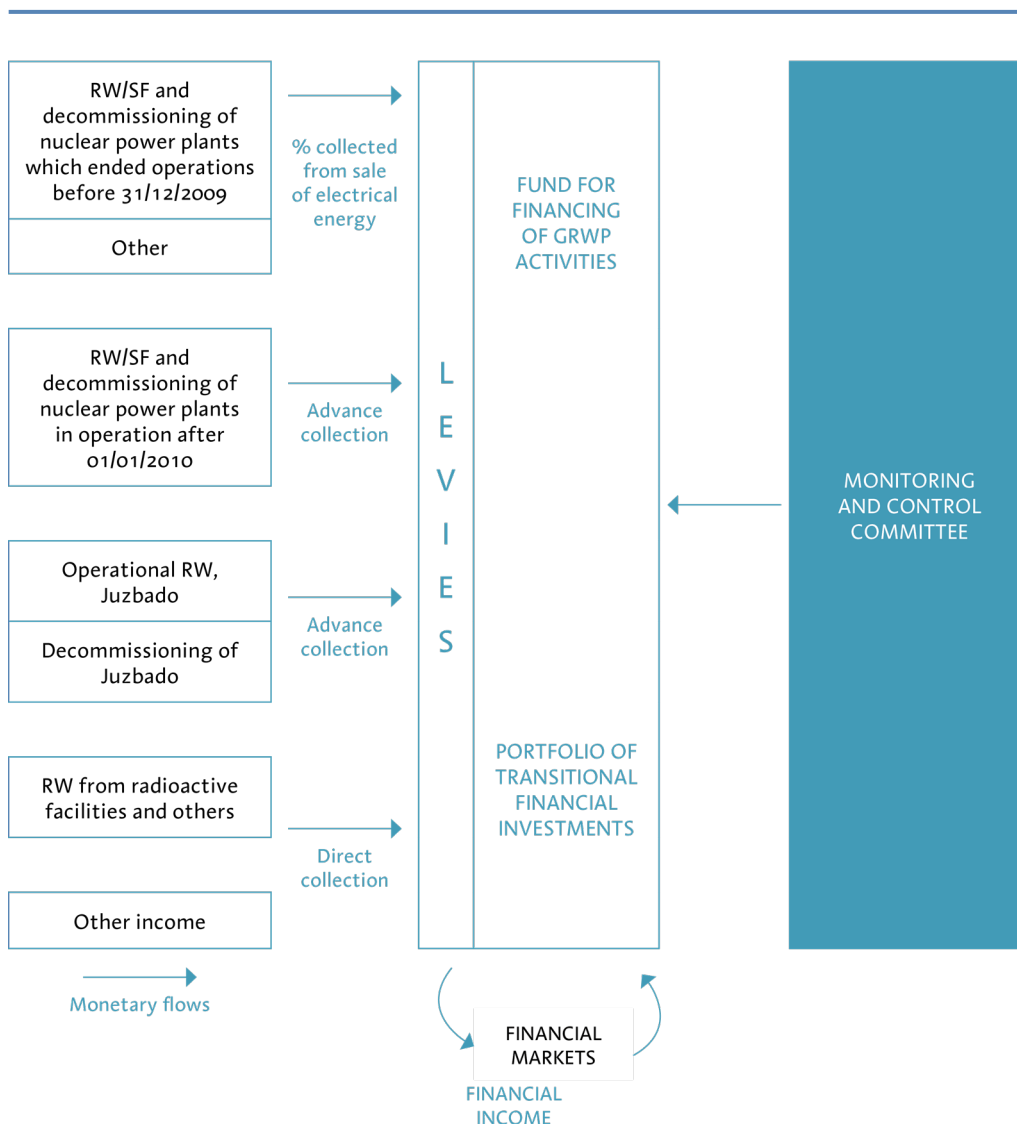 RW/SF and
decommissioning of
nuclear power plants
which ended operations
before 31/12/2009
Other
% collected
from sale
of electrical
energy
RW/SF and
decommissioning of
nuclear power plants
in operation after
01/01/2010
Advance
collection
Operational RW,
Juzbado
Decommissioning of
Juzbado
Advance
collection
RW from radioactive
facilities and others
Direct
collection
Other income
Monetary flows
L
E
V
I
E
S
FUND FOR
FINANCING
OF GRWP
ACTIVITIES
PORTFOLIO OF
TRANSITIONAL
FINANCIAL
INVESTMENTS
MONITORING
AND CONTROL
COMMITTEE
FINANCIAL
MARKETS
FINANCIAL
INCOME